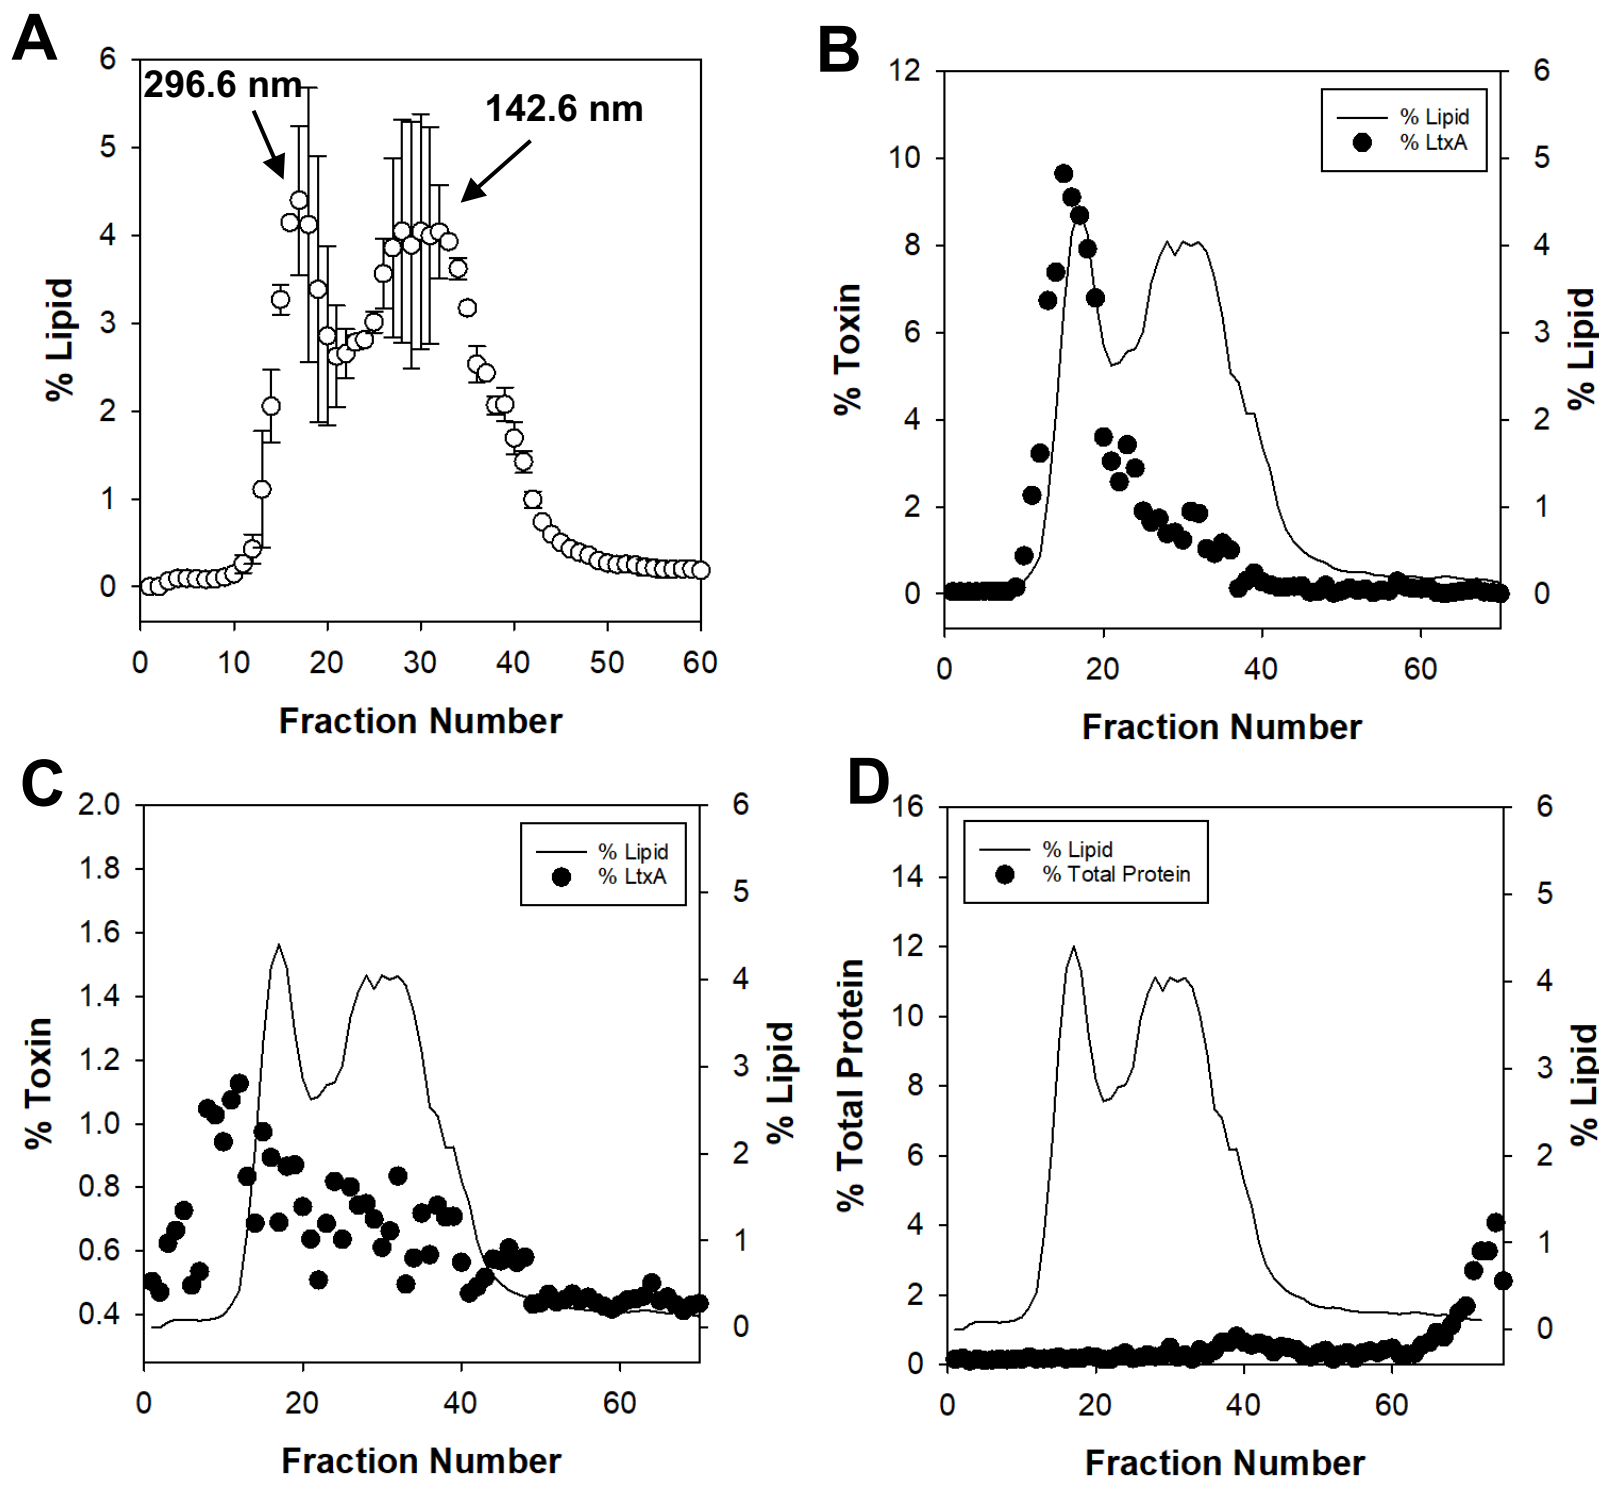 A
296.6 nm
142.6 nm
6
5
4
3
2
1
0
% Lipid
0 10 20 30 40 50 60
Fraction Number
B
% Lipid
% LtxA
12
10
8
6
4
2
0
% Toxin
6
5
4
3
2
1
0
% Lipid
0 20 40 60
Fraction Number
C
% Lipid
% LtxA
2.0
1.8
1.6
1.4
1.2
1.0
0.8
0.6
0.4
% Toxin
6
5
4
3
2
1
0
% Lipid
0 20 40 60
Fraction Number
D
% Lipid
% Total Protein
16
14
12
10
8
6
4
2
0
% Total Protein
6
5
4
3
2
1
0
% Lipid
0 20 40 60
Fraction Number